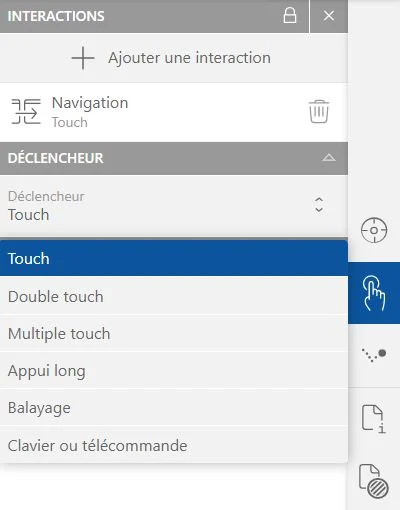 INTERACTIONS
Ajouter une interaction
Navigation
Touch
DÉCLENCHEUR
Déclencheur
Touch
Touch
Double touch
Multiple touch
Appui long
Balayage
Clavier ou télécommande